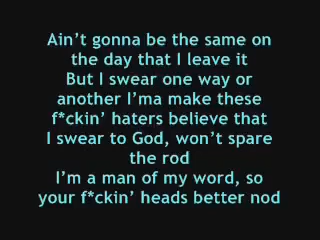 Ain’t gonna be the same on
the day that I leave it
But I swear one way or
another I’ma make these
f*ckin’ haters believe that
I swear to God, won’t spare
the rod
I’m a man of my word, so
your f*ckin’ heads better nod